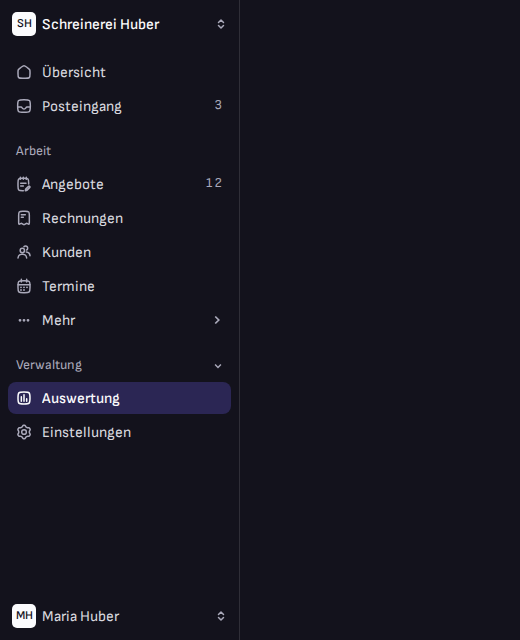 SH Schreinerei Huber
Übersicht
Posteingang 3
Arbeit
Angebote 12
Rechnungen
Kunden
Termine
Mehr
Verwaltung
Auswertung
Einstellungen
MH Maria Huber